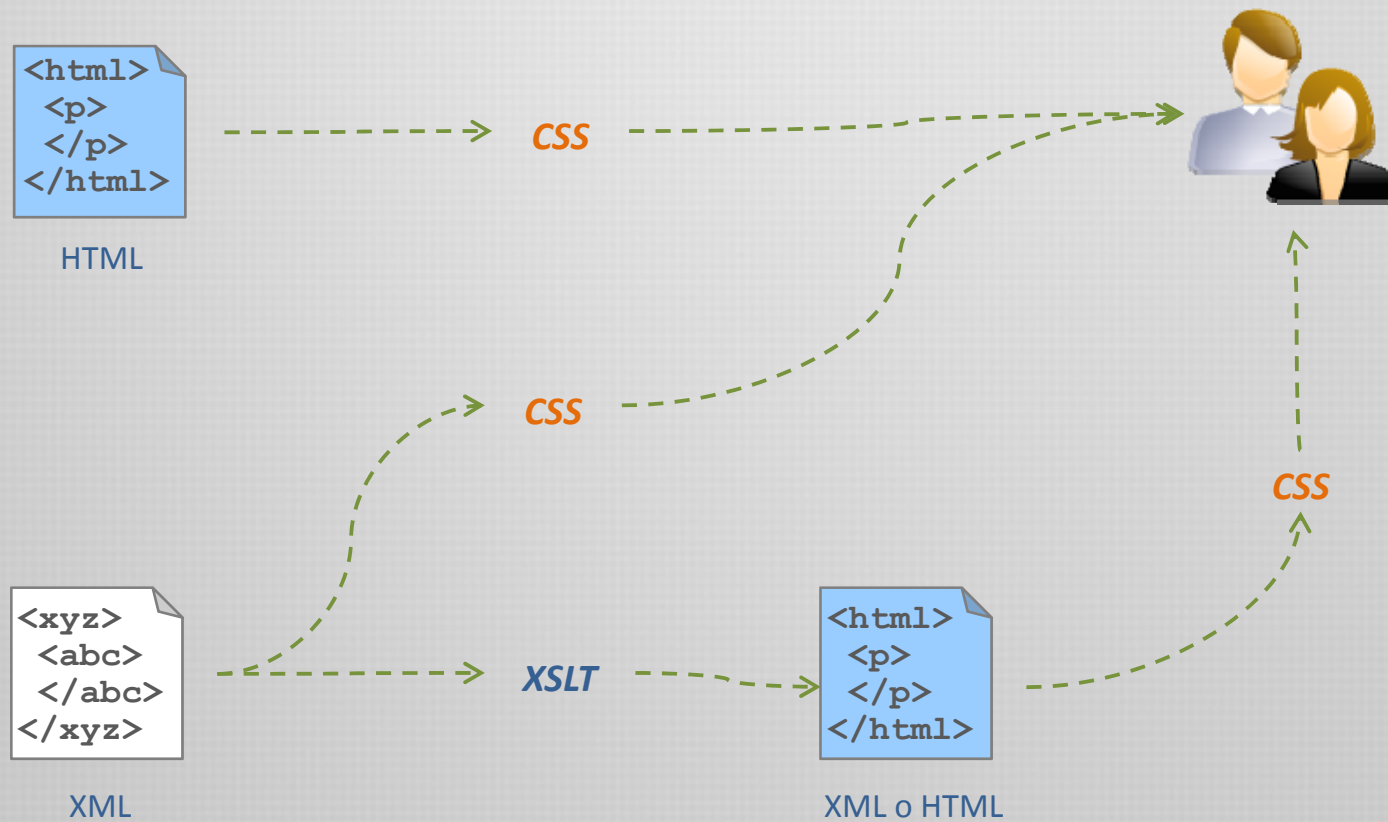 <html>
<p>
</p>
</html>
HTML
CSS
CSS
CSS
<xyz>
<abc>
</abc>
</xyz>
XML
XSLT
<html>
<p>
</p>
</html>
XML o HTML